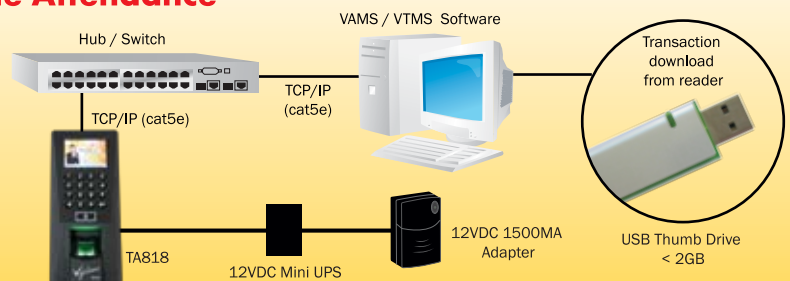 Attendance
VAMS / VTMS Software
Hub / Switch
Transaction
download
from reader
TCP/IP
(cat5e)
TCP/IP (cat5e)
TA818
12VDC Mini UPS
12VDC 1500MA
Adapter
USB Thumb Drive
< 2GB